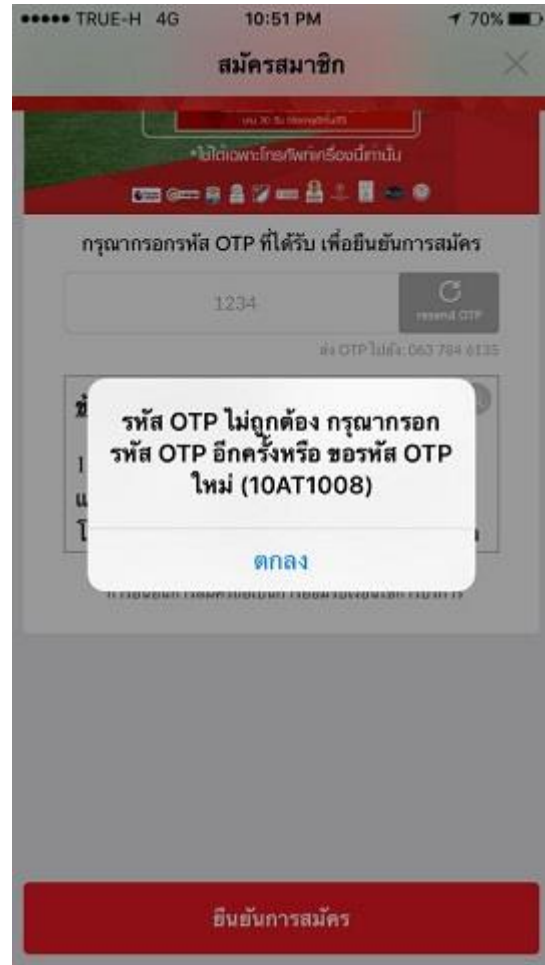 TRUE-H 4G 10:51 PM 70%
สมัครสมาชิก
*ใช้ได้เฉพาะโทรศัพท์เครื่องนี้เท่านั้น
กรุณากรอกรหัส OTP ที่ได้รับ เพื่อยืนยันการสมัคร
1234
resend OTP
ส่ง OTP ไปยัง: 063 784 6135
รหัส OTP ไม่ถูกต้อง กรุณากรอก
รหัส OTP อีกครั้งหรือ ขอรหัส OTP
ใหม่ (10AT1008)
ตกลง
ยืนยันการสมัคร